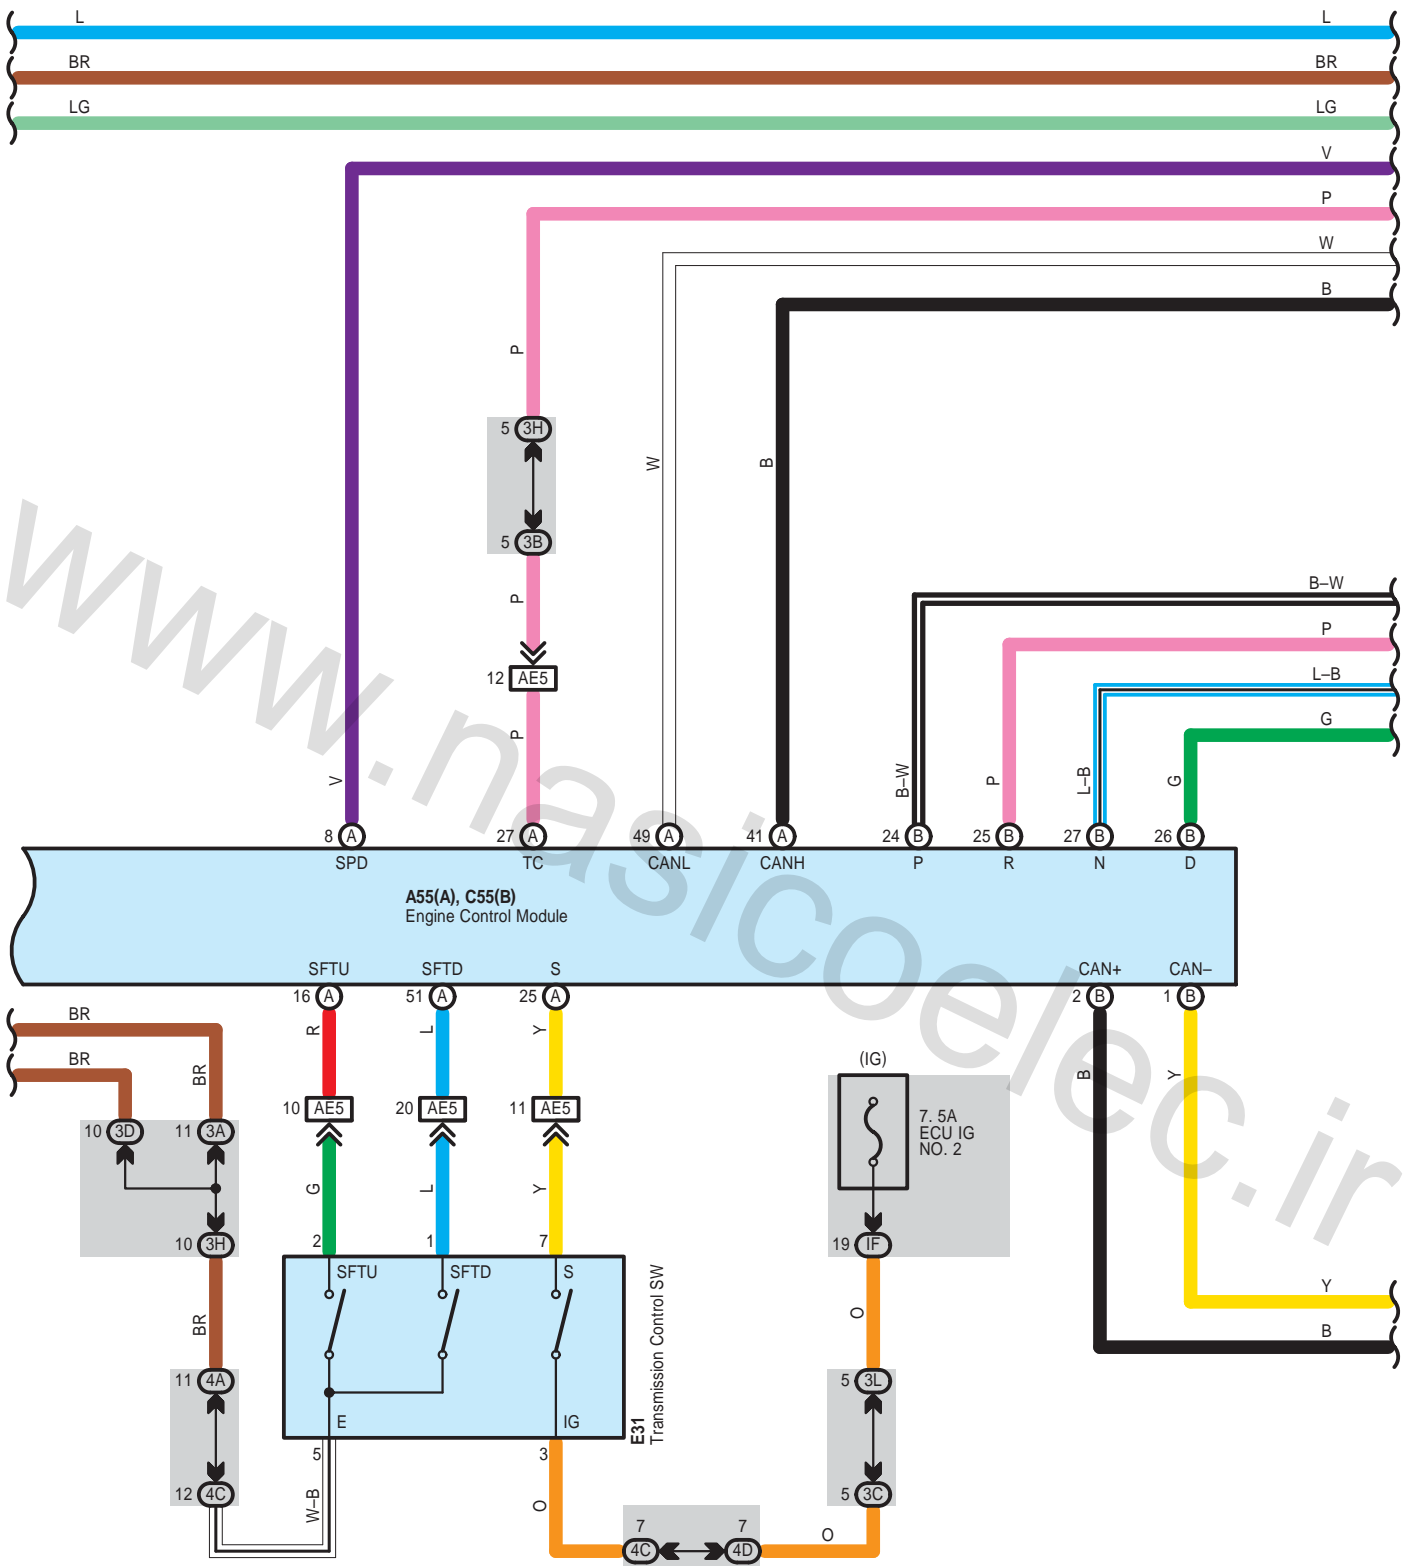 L L
BR BR
LG LG
V
P
W
B
P
5 3H
W B
5 3B
P
B–W
12 AE5
P
L–B
G
V P B–W P L–B G
8 A 27 A 49 A 41 A 24 B 25 B 27 B 26 B
SPD TC CANL CANH P R N D
A55(A), C55(B)
Engine Control Module
SFTU SFTD S CAN+ CAN–
16 A 51 A 25 A 2 B 1 B
BR
R L Y
BR
BR
(IG)
B Y
10 AE5 20 AE5 11 AE5
7. 5A
ECU IG
NO. 2
10 3D 11 3A
G L Y
10 3H
2 1 7
19 IF
SFTU SFTD S
Y
BR
O
B
11 4A
5 3L
E IG
E31
Transmission Control SW
5 3
12 4C
5 3C
W–B O
7 7
O
4C 4D
www.nasicoelec.ir